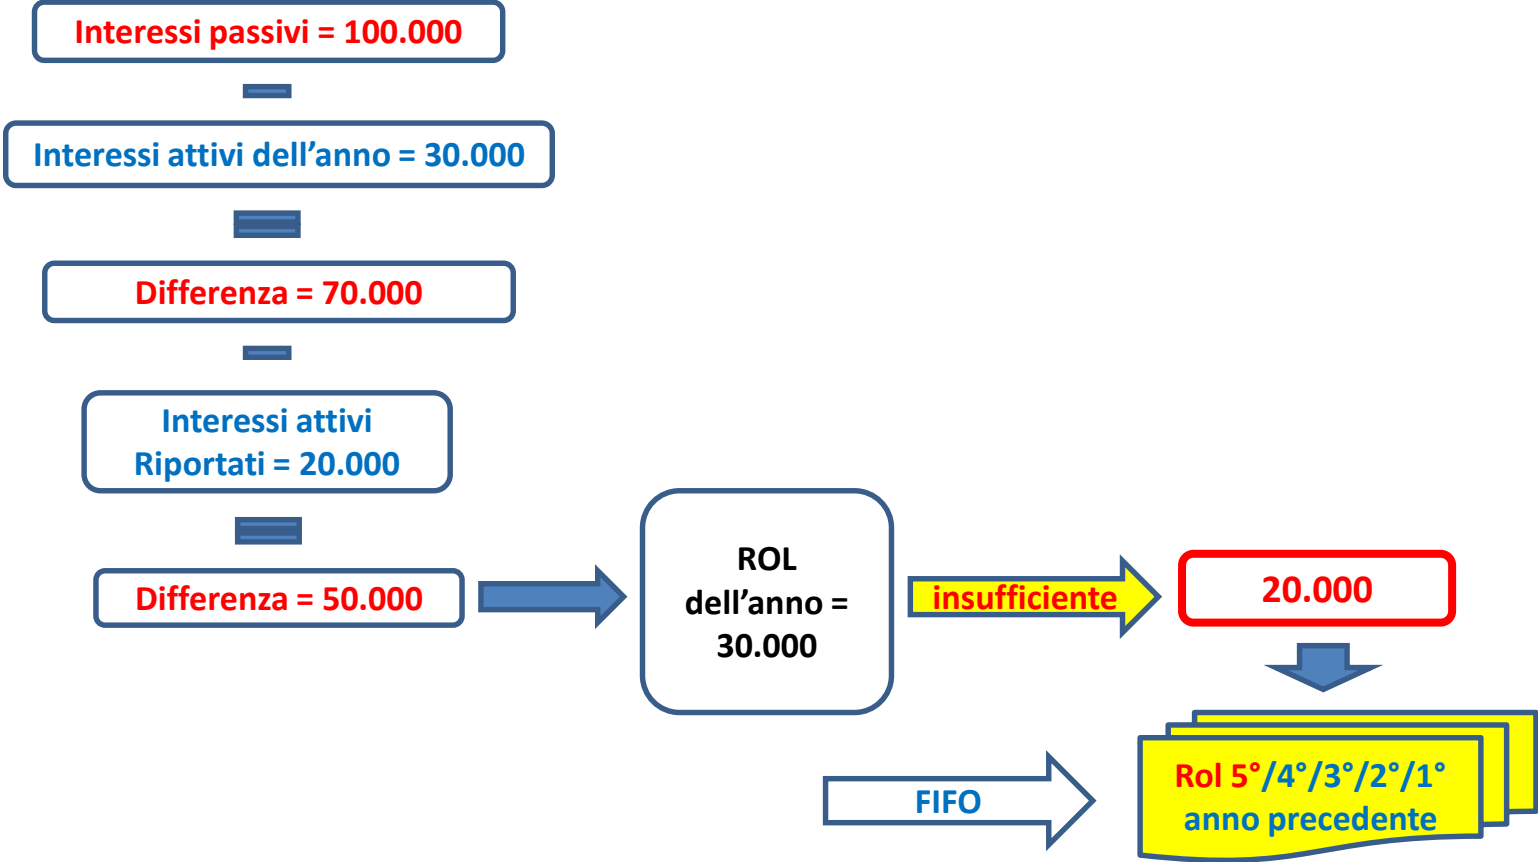 Interessi passivi = 100.000
Interessi attivi dell’anno = 30.000
Differenza = 70.000
Interessi attivi
Riportati = 20.000
Differenza = 50.000
ROL
dell’anno =
30.000
insufficiente
20.000
FIFO
Rol 5°/4°/3°/2°/1°
anno precedente